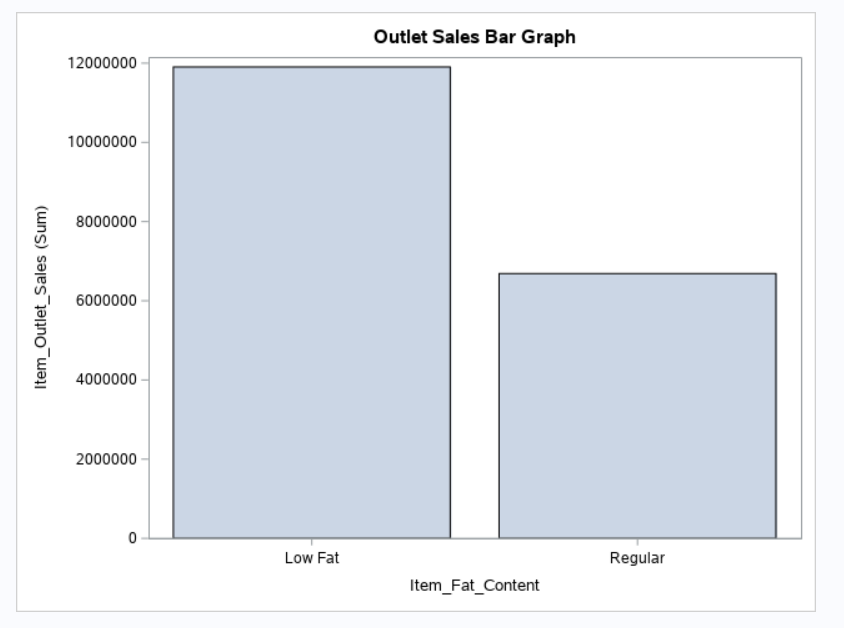 Outlet Sales Bar Graph
12000000
10000000
8000000
6000000
4000000
2000000
0
Item_Outlet_Sales (Sum)
Low Fat
Regular
Item_Fat_Content